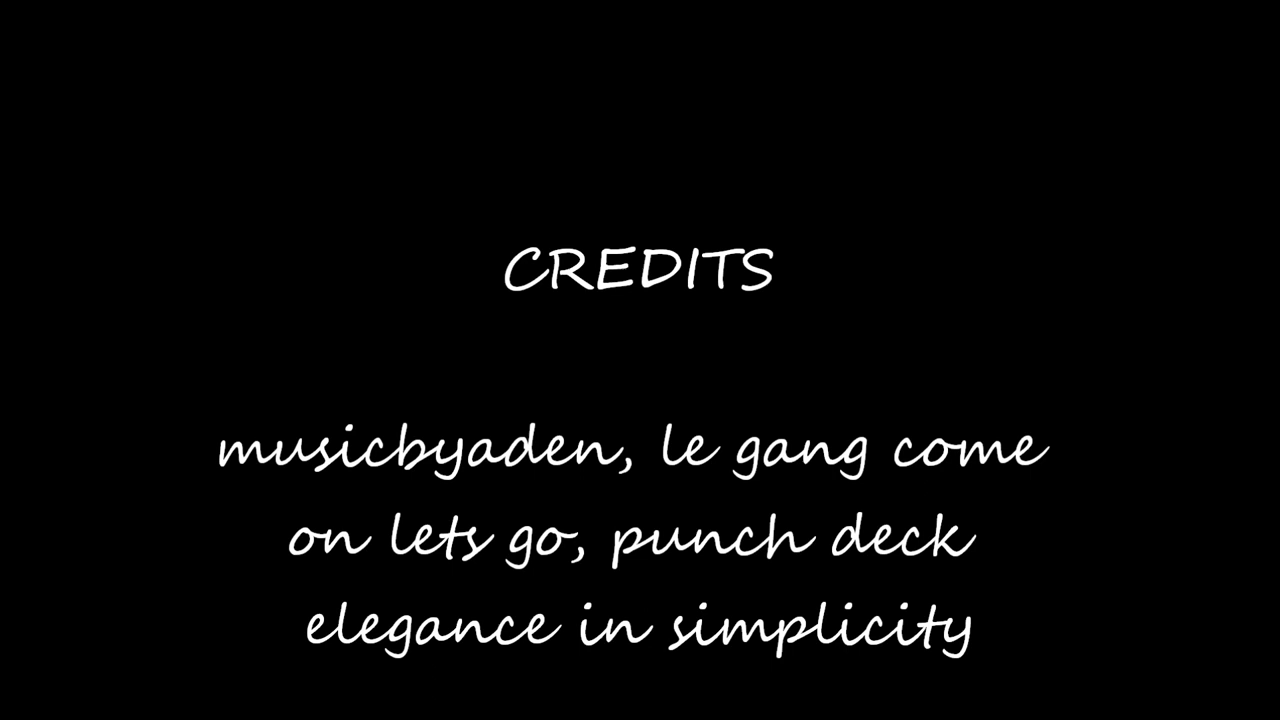 CREDITS
musicbyaden, le gang come
on lets go, punch deck
elegance in simplicity